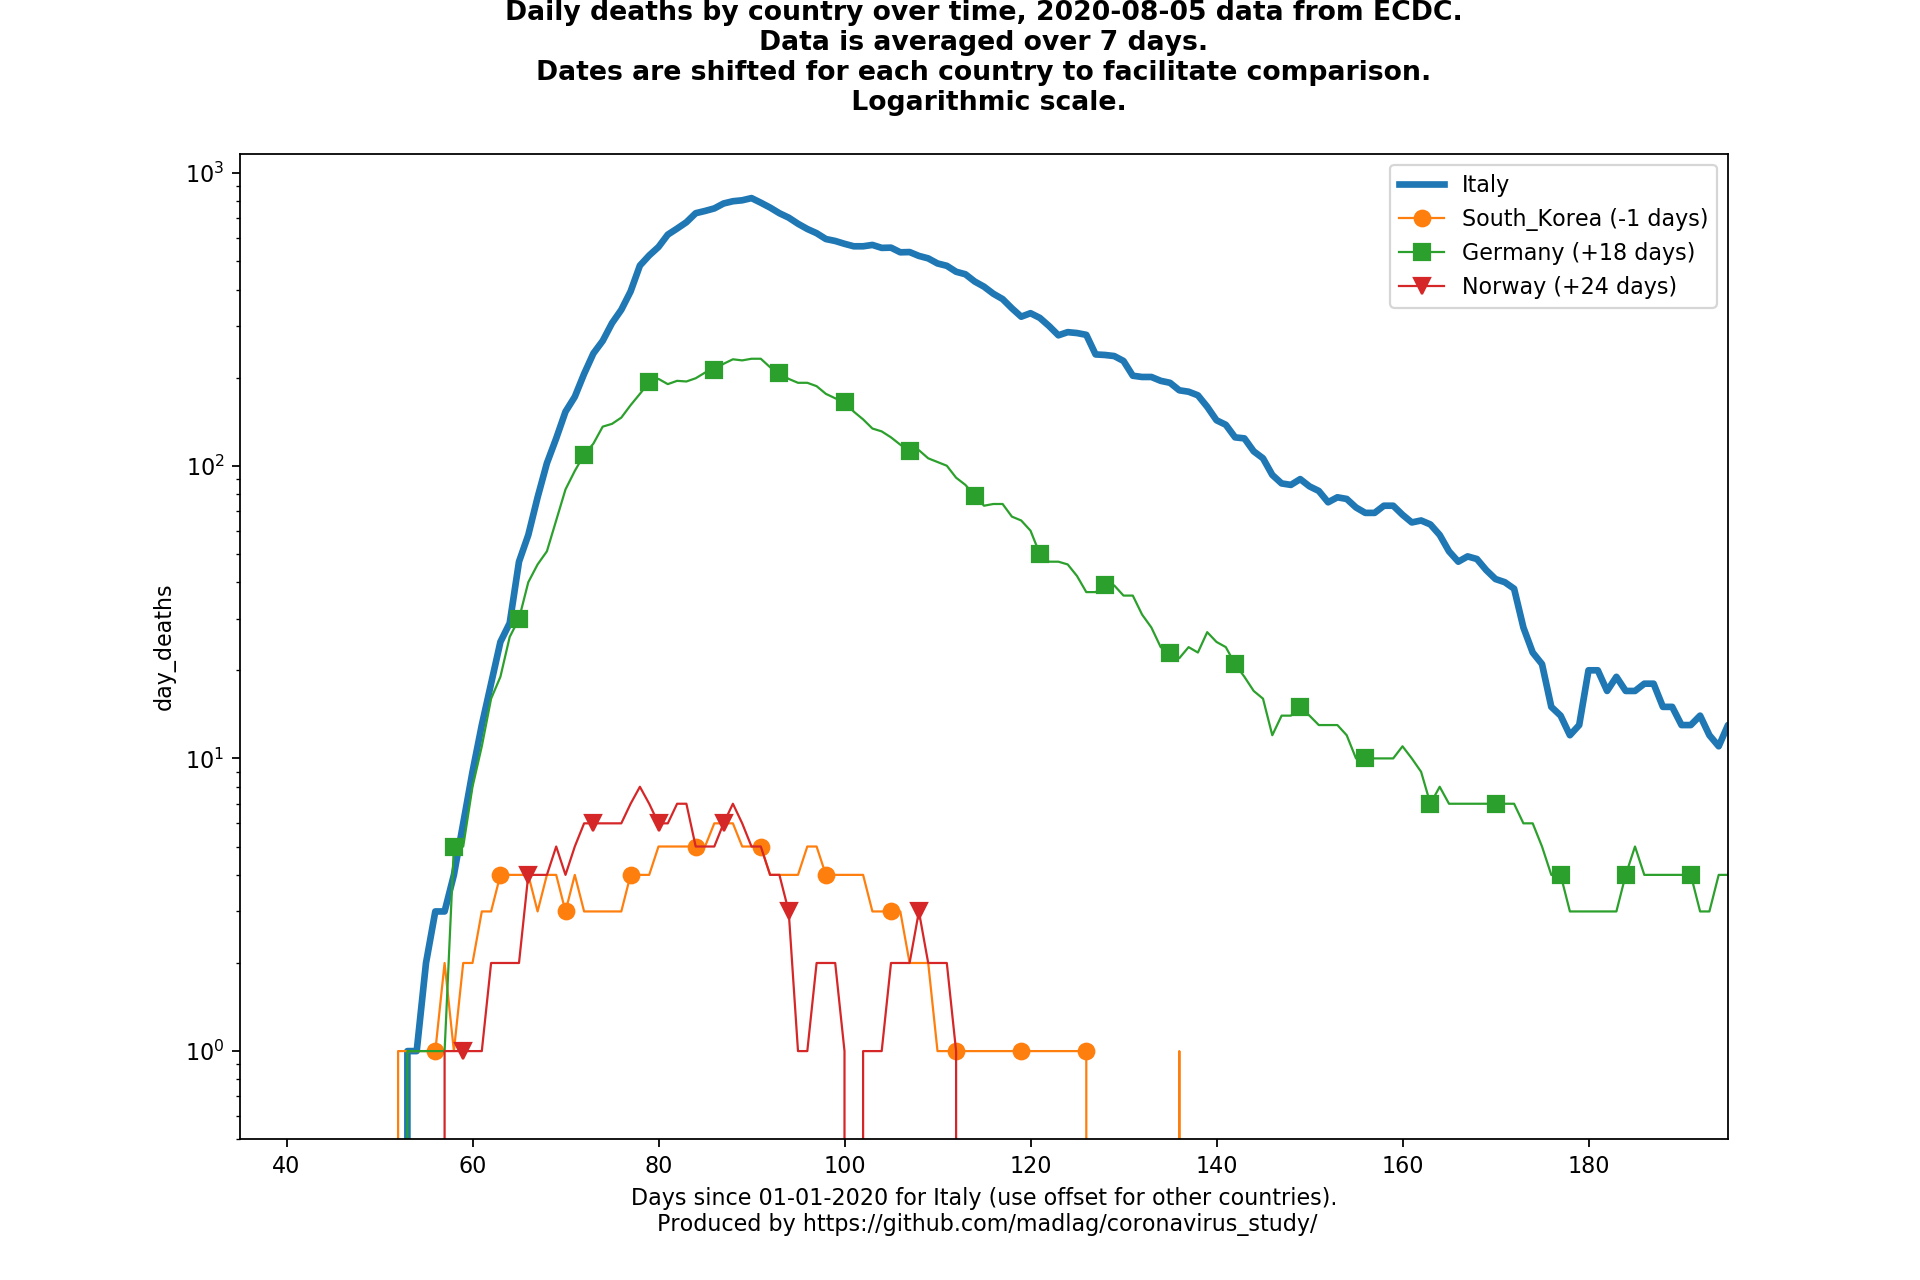 Daily deaths by country over time, 2020-08-05 data from ECDC.
Data is averaged over 7 days.
Dates are shifted for each country to facilitate comparison.
Logarithmic scale.
10³
10²
10¹
10⁰
day_deaths
Italy
South_Korea (-1 days)
Germany (+18 days)
Norway (+24 days)
40 60 80 100 120 140 160 180
Days since 01-01-2020 for Italy (use offset for other countries).
Produced by https://github.com/madlag/coronavirus_study/